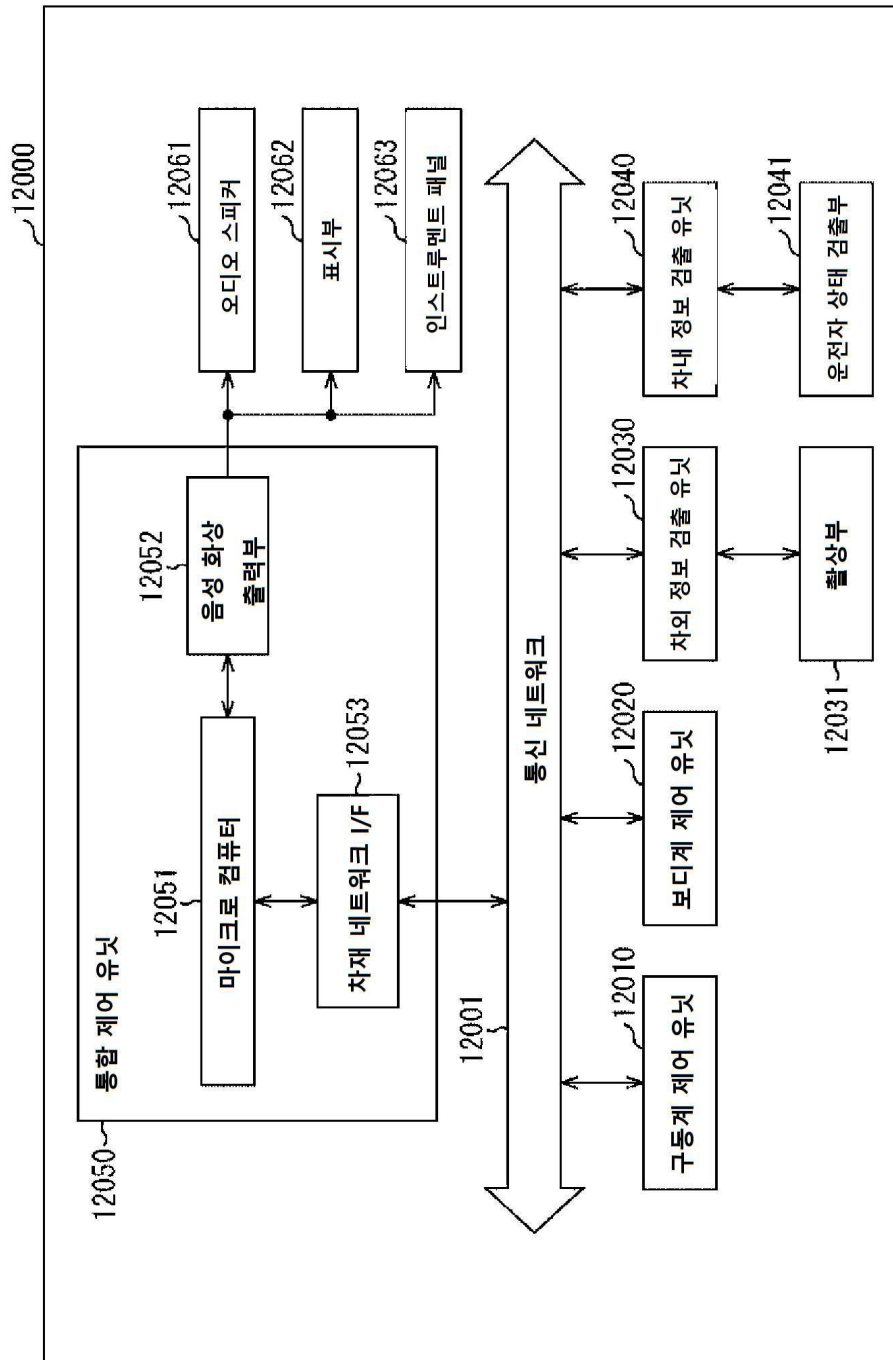 12000
12050
통합 제어 유닛
12051
마이크로 컴퓨터
12052
음성 화상
출력부
12053
차재 네트워크 I/F
12061
오디오 스피커
12062
표시부
12063
인스트루멘트 패널
12001
통신 네트워크
12010
구동계 제어 유닛
12020
보디계 제어 유닛
12030
차외 정보 검출 유닛
12031
촬상부
12040
차내 정보 검출 유닛
12041
운전자 상태 검출부